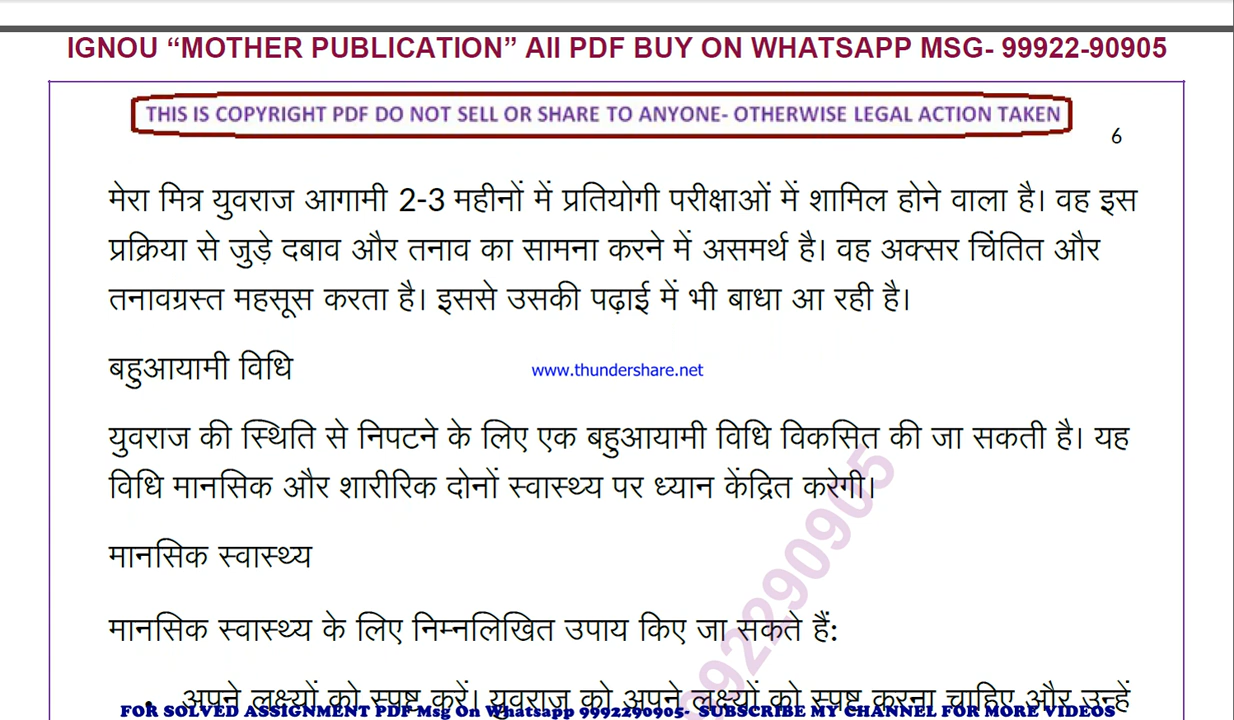 IGNOU “MOTHER PUBLICATION” All PDF BUY ON WHATSAPP MSG- 99922-90905
THIS IS COPYRIGHT PDF DO NOT SELL OR SHARE TO ANYONE- OTHERWISE LEGAL ACTION TAKEN
6
मेरा मित्र युवराज आगामी 2-3 महीनों में प्रतियोगी परीक्षाओं में शामिल होने वाला है। वह इस
प्रक्रिया से जुड़े दबाव और तनाव का सामना करने में असमर्थ है। वह अक्सर चिंतित और
तनावग्रस्त महसूस करता है। इससे उसकी पढ़ाई में भी बाधा आ रही है।
बहुआयामी विधि
www.thundershare.net
युवराज की स्थिति से निपटने के लिए एक बहुआयामी विधि विकसित की जा सकती है। यह
विधि मानसिक और शारीरिक दोनों स्वास्थ्य पर ध्यान केंद्रित करेगी।
मानसिक स्वास्थ्य
मानसिक स्वास्थ्य के लिए निम्नलिखित उपाय किए जा सकते हैं:
• अपने लक्ष्यों को स्पष्ट करें। युवराज को अपने लक्ष्यों को स्पष्ट करना चाहिए और उन्हें
FOR SOLVED ASSIGNMENT PDF Msg On Whatsapp 9992290905- SUBSCRIBE MY CHANNEL FOR MORE VIDEOS